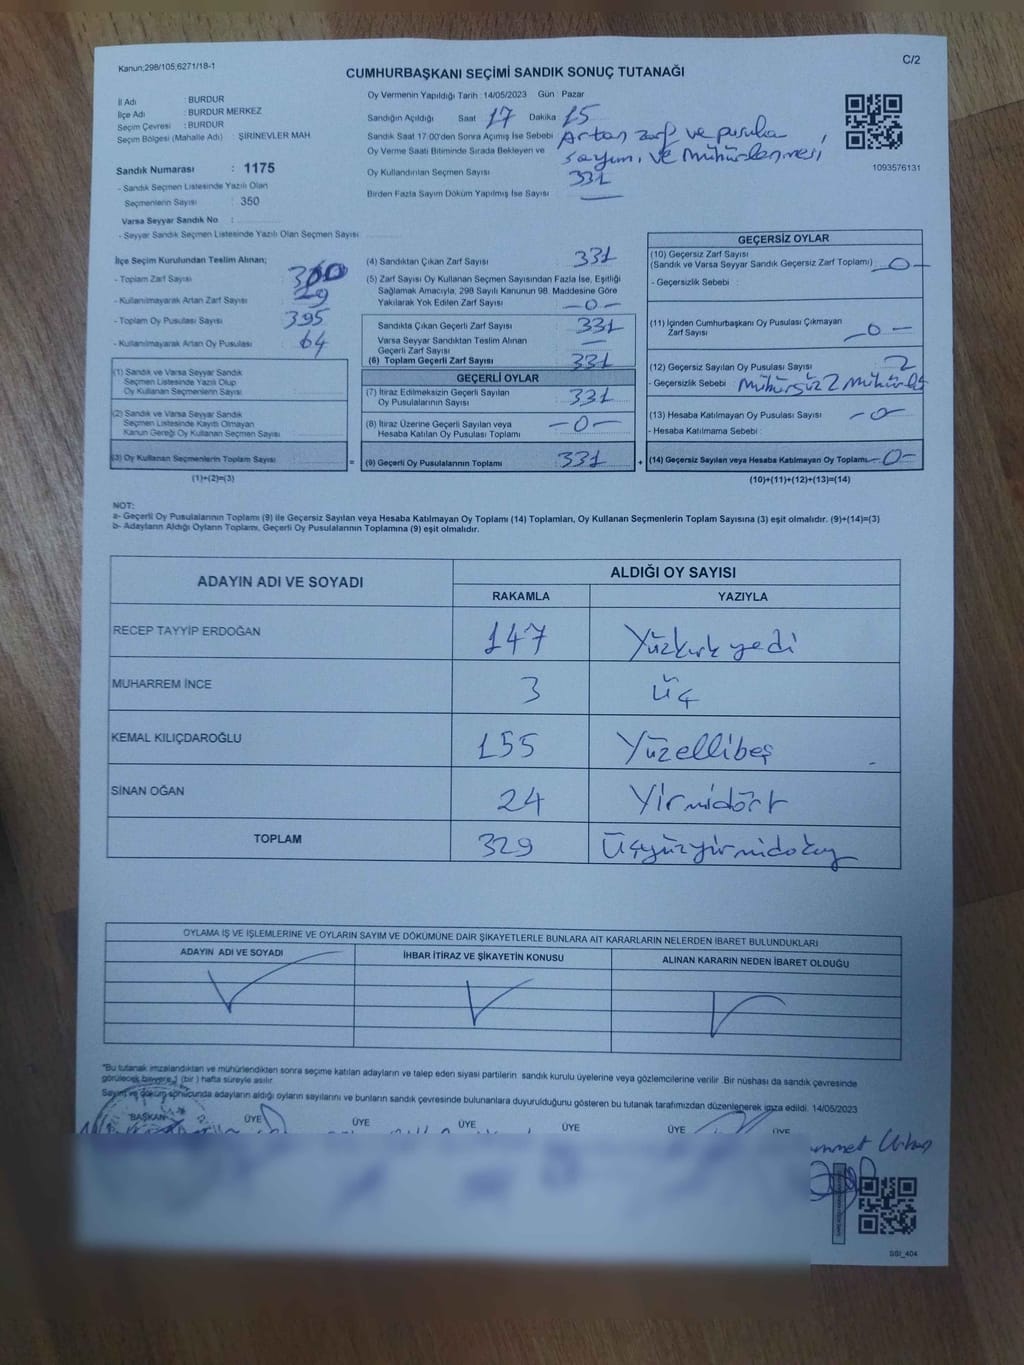 Kanun;298/105,6271/18-1
C/2
CUMHURBAŞKANI SEÇİMİ SANDIK SONUÇ TUTANAĞI
İl Adı : BURDUR
İlçe Adı : BURDUR MERKEZ
Seçim Çevresi : BURDUR
Seçim Bölgesi (Mahalle Adı) : ŞİRİNEVLER MAH
Sandık Numarası : 1175
- Sandık Seçmen Listesinde Yazılı Olan
Seçmenlerin Sayısı : 350
Varsa Seyyar Sandık No :
- Seyyar Sandık Seçmen Listesinde Yazılı Olan Seçmen Sayısı
Oy Vermenin Yapıldığı Tarih : 14/05/2023 Gün : Pazar
Sandığın Açıldığı Saat 17 Dakika 15
Sandık Saat 17:00'den Sonra Açımış İse Sebebi Artan zarf ve pusula
Oy Verme Saati Bitiminde Sırada Bekleyen ve sayımı, ve mühürlenmesi
Oy Kullandırılan Seçmen Sayısı 331
Birden Fazla Sayım Döküm Yapılmış İse Sayısı
1093576131
İlçe Seçim Kurulundan Teslim Alınan;
- Toplam Zarf Sayısı
- Kullanılmayarak Artan Zarf Sayısı 29
- Toplam Oy Pusulası Sayısı 395
- Kullanılmayarak Artan Oy Pusulası 64
(1) Sandık ve Varsa Seyyar Sandık
Seçmen Listesinde Yazılı Olup
Oy Kullanan Seçmenlerin Sayısı
(2) Sandık ve Varsa Seyyar Sandık
Seçmen Listesinde Kayıtlı Olmayan
Kanun Gereği Oy Kullanan Seçmen Sayısı
(3) Oy Kullanan Seçmenlerin Toplam Sayısı
(1)+(2)=(3)
(4) Sandıktan Çıkan Zarf Sayısı 331
(5) Zarf Sayısı Oy Kullanan Seçmen Sayısından Fazla İse, Eşitliği
Sağlamak Amacıyla, 298 Sayılı Kanunun 98. Maddesine Göre
Yakılarak Yok Edilen Zarf Sayısı -0-
Sandıkta Çıkan Geçerli Zarf Sayısı 331
Varsa Seyyar Sandıktan Teslim Alınan
Geçerli Zarf Sayısı
(6) Toplam Geçerli Zarf Sayısı 331
GEÇERLİ OYLAR
(7) İtiraz Edilmeksizin Geçerli Sayılan
Oy Pusulalarının Sayısı 331
(8) İtiraz Üzerine Geçerli Sayılan veya
Hesaba Katılan Oy Pusulası Toplamı -0-
= (9) Geçerli Oy Pusulalarının Toplamı 331 +
GEÇERSİZ OYLAR
(10) Geçersiz Zarf Sayısı
(Sandık ve Varsa Seyyar Sandık Geçersiz Zarf Toplamı) -0-
- Geçersizlik Sebebi :
(11) İçinden Cumhurbaşkanı Oy Pusulası Çıkmayan
Zarf Sayısı -0-
(12) Geçersiz Sayılan Oy Pusulası Sayısı 2
- Geçersizlik Sebebi : mühürsüz 2 mühürlü
(13) Hesaba Katılmayan Oy Pusulası Sayısı -0-
- Hesaba Katılmama Sebebi :
(14) Geçersiz Sayılan veya Hesaba Katılmayan Oy Toplamı -0-
(10)+(11)+(12)+(13)=(14)
NOT:
a- Geçerli Oy Pusulalarının Toplamı (9) ile Geçersiz Sayılan veya Hesaba Katılmayan Oy Toplamı (14) Toplamları, Oy Kullanan Seçmenlerin Toplam Sayısına (3) eşit olmalıdır. (9)+(14)=(3)
b- Adayların Aldığı Oyların Toplamı, Geçerli Oy Pusulalarının Toplamına (9) eşit olmalıdır.
ADAYIN ADI VE SOYADI
ALDIĞI OY SAYISI
RAKAMLA YAZIYLA
RECEP TAYYİP ERDOĞAN 147 Yüzkırkyedi
MUHARREM İNCE 3 üç
KEMAL KILIÇDAROĞLU 155 Yüzellibeş
SİNAN OĞAN 24 Yirmidört
TOPLAM 329 Üçyüzyirmidokuz
OYLAMA İŞ VE İŞLEMLERİNE VE OYLARIN SAYIM VE DÖKÜMÜNE DAİR ŞİKAYETLERLE BUNLARA AİT KARARLARIN NELERDEN İBARET BULUNDUKLARI
ADAYIN ADI VE SOYADI İHBAR İTİRAZ VE ŞİKAYETİN KONUSU ALINAN KARARIN NEDEN İBARET OLDUĞU
*Bu tutanak imzalandıktan ve mühürlendikten sonra seçime katılan adayların ve talep eden siyasi partilerin sandık kurulu üyelerine veya gözlemcilerine verilir .Bir nüshası da sandık çevresinde
görülecek bir yere 1 (bir ) hafta süreyle asılır.
Sayım ve döküm sonucunda adayların aldığı oyların sayılarını ve bunların sandık çevresinde bulunanlara duyurulduğunu gösteren bu tutanak tarafımızdan düzenlenerek imza edildi. 14/05/2023
BAŞKAN ÜYE ÜYE ÜYE ÜYE ÜYE ÜYE
SSI_404